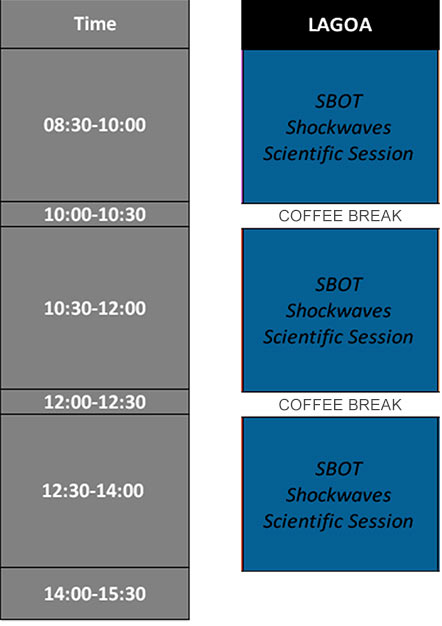 Time
LAGOA
08:30-10:00
SBOT
Shockwaves
Scientific Session
10:00-10:30
COFFEE BREAK
10:30-12:00
SBOT
Shockwaves
Scientific Session
12:00-12:30
COFFEE BREAK
12:30-14:00
SBOT
Shockwaves
Scientific Session
14:00-15:30